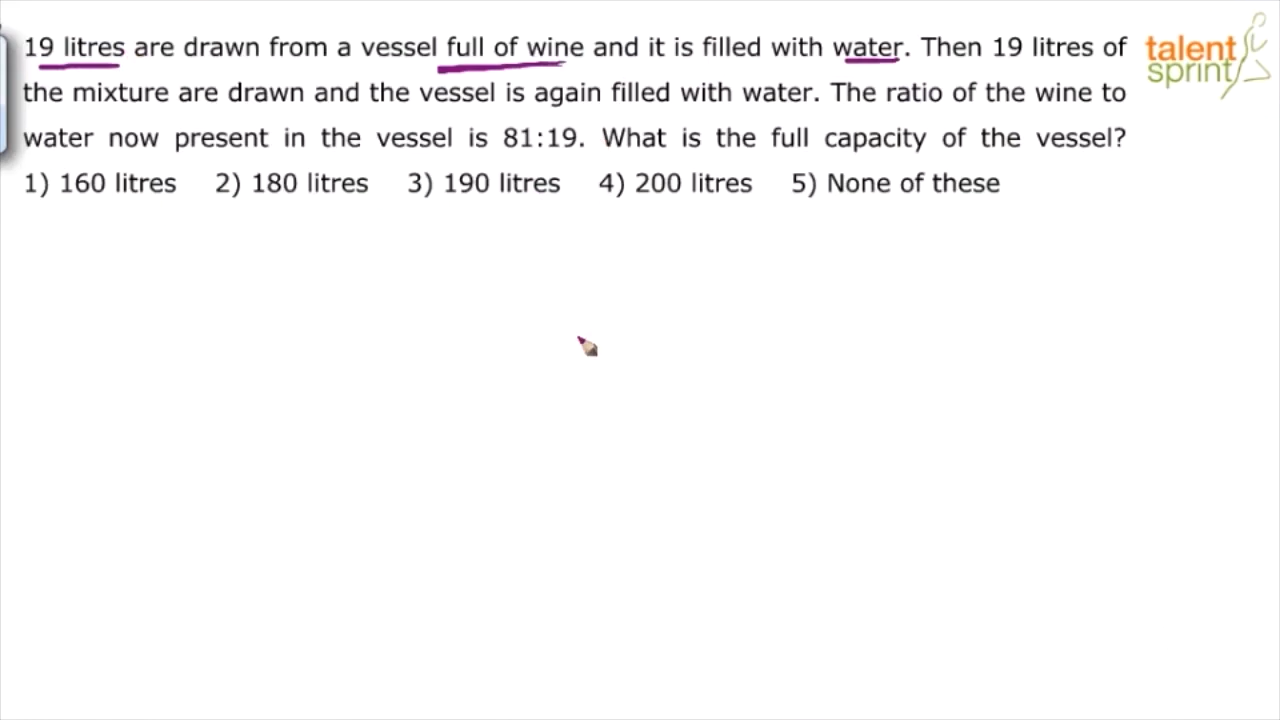 19 litres are drawn from a vessel full of wine and it is filled with water. Then 19 litres of
the mixture are drawn and the vessel is again filled with water. The ratio of the wine to
water now present in the vessel is 81:19. What is the full capacity of the vessel?
1) 160 litres 2) 180 litres 3) 190 litres 4) 200 litres 5) None of these
talent
sprint